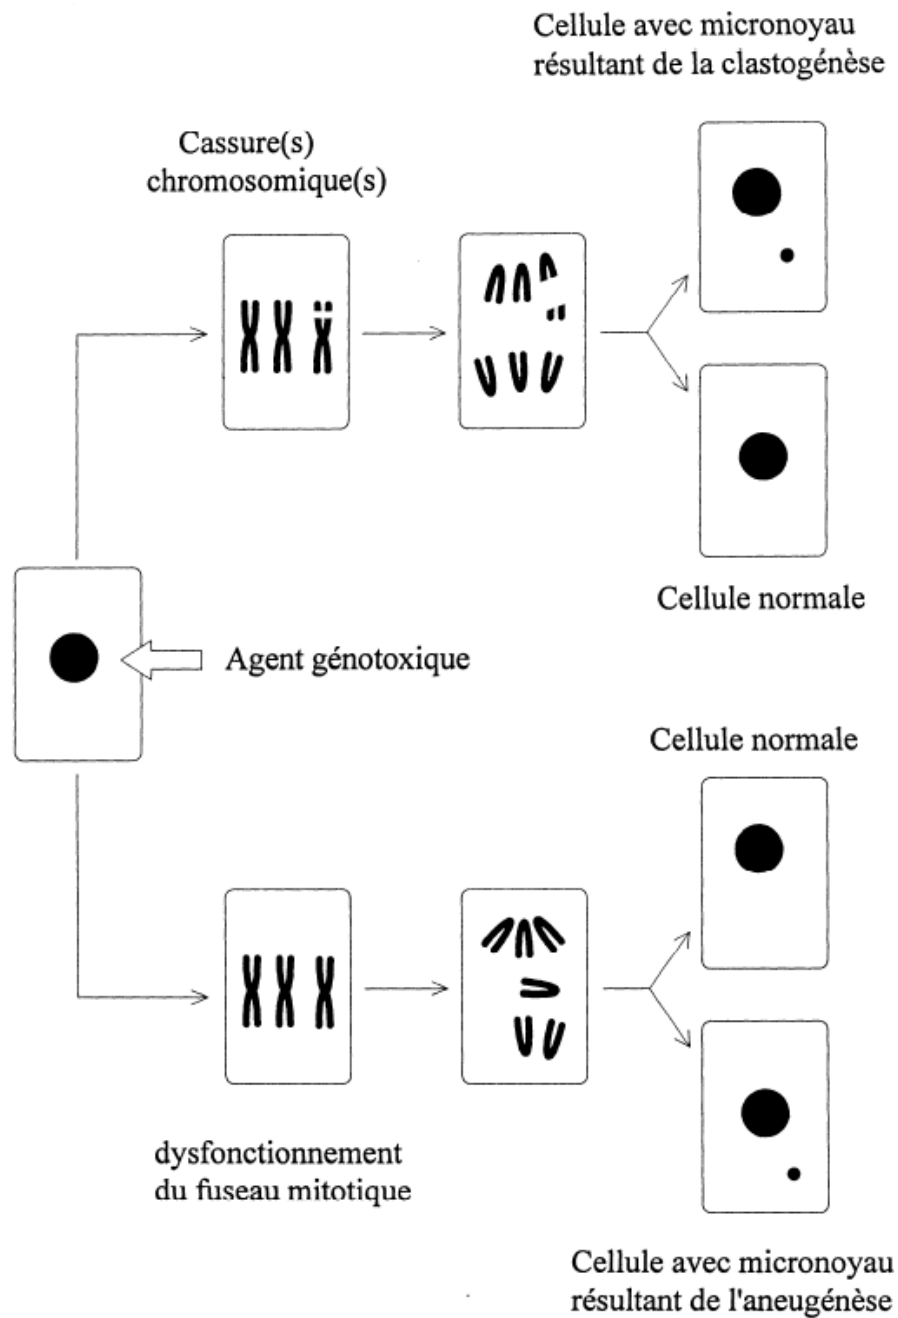 Cellule avec micronoyau
résultant de la clastogénèse
Cassure(s)
chromosomique(s)
Cellule normale
Agent génotoxique
Cellule normale
dysfonctionnement
du fuseau mitotique
Cellule avec micronoyau
résultant de l'aneugénèse